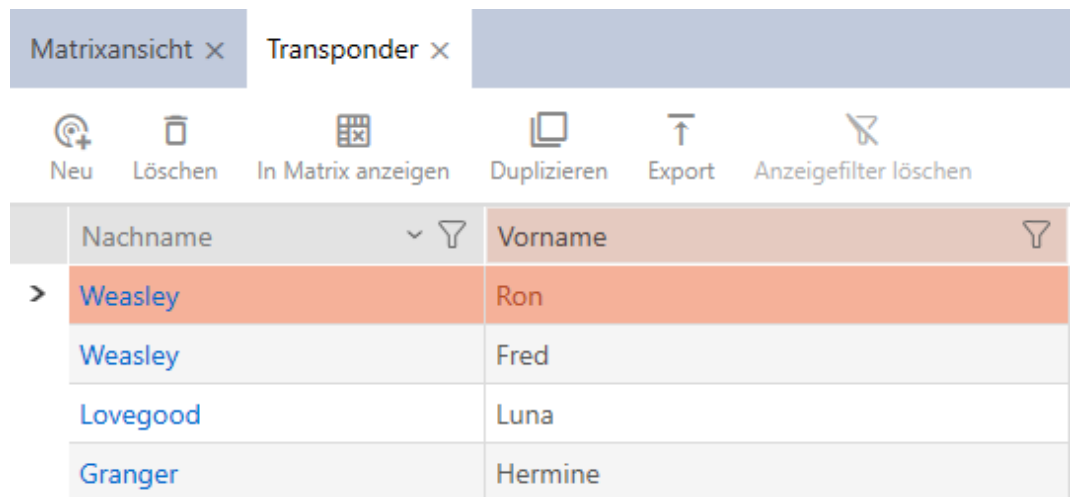 Matrixansicht Transponder
Neu Löschen In Matrix anzeigen Duplizieren Export Anzeigefilter löschen
Nachname Vorname
Weasley Ron
Weasley Fred
Lovegood Luna
Granger Hermine